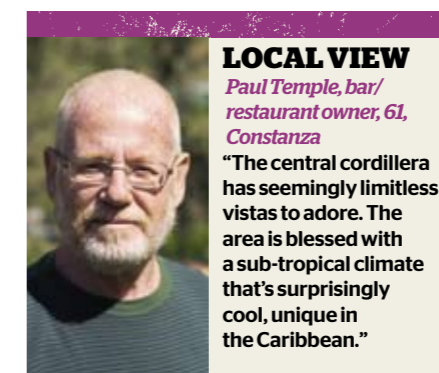 LOCAL VIEW
Paul Temple, bar/
restaurant owner, 61,
Constanza
“The central cordillera
has seemingly limitless
vistas to adore. The
area is blessed with
a sub-tropical climate
that’s surprisingly
cool, unique in
the Caribbean.”